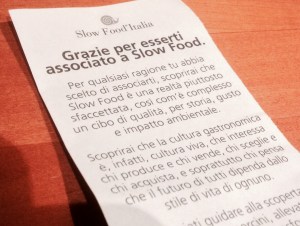 Slow Food® Italia
Grazie per esserti
associato a Slow Food.
Per qualsiasi ragione tu abbia
scelto di associarti, scoprirai che
Slow Food è una realtà piuttosto
sfaccettata, così com'è complesso
un cibo di qualità, per storia, gusto
e impatto ambientale.
Scoprirai che la cultura gastronomica
è, infatti, cultura viva, che interessa
chi produce e chi vende, chi sceglie e
chi acquista, e soprattutto chi pensa
che il futuro di tutti dipenda dallo
stile di vita di ognuno.
guidare alla scoperta
allevat